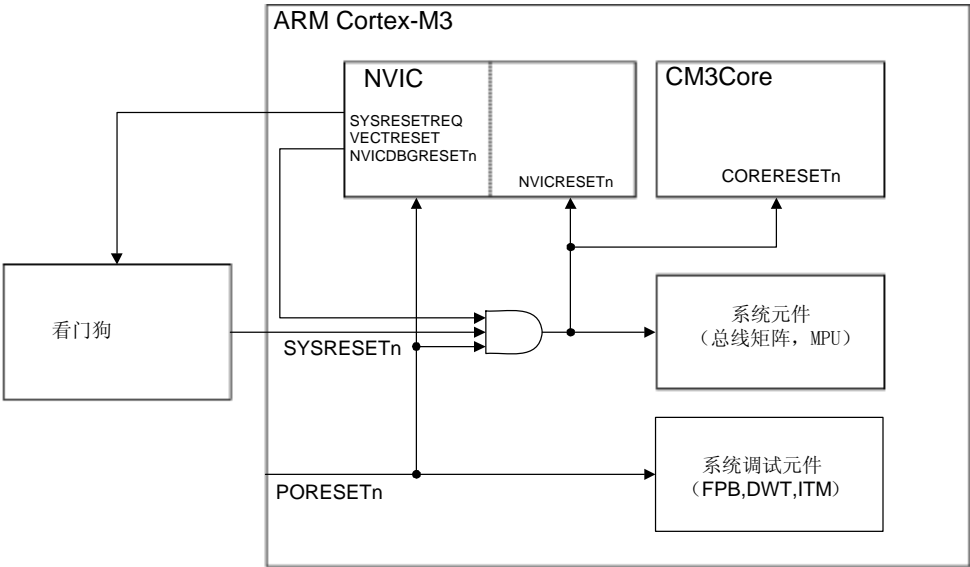 ARM Cortex-M3
NVIC
CM3Core
SYSRESETREQ
VECTRESET
NVICDBGRESETn
NVICRESETn
CORERESETn
看门狗
SYSRESETn
系统元件
（总线矩阵，MPU）
PORESETn
系统调试元件
（FPB,DWT,ITM）